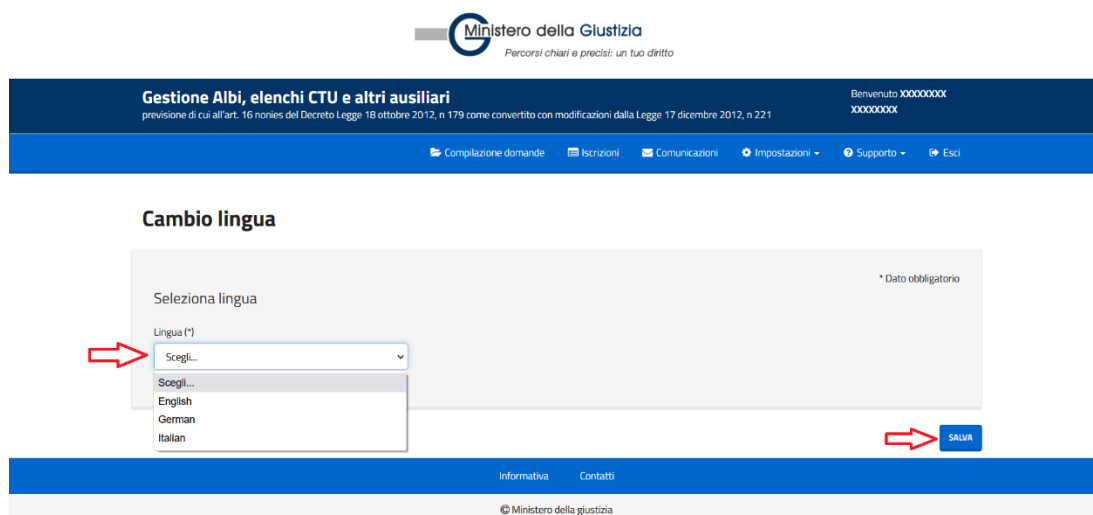 Ministero della Giustizia
Percorsi chiari e precisi: un tuo diritto
Gestione Albi, elenchi CTU e altri ausiliari
previsione di cui all'art. 16 nonies del Decreto Legge 18 ottobre 2012, n 179 come convertito con modificazioni dalla Legge 17 dicembre 2012, n 221
Benvenuto XXXXXXXX
XXXXXXXX
Compilazione domande Iscrizioni Comunicazioni Impostazioni Supporto Esci
Cambio lingua
* Dato obbligatorio
Seleziona lingua
Lingua (*)
Scegli...
Scegli...
English
German
Italian
SALVA
Informativa Contatti
© Ministero della giustizia